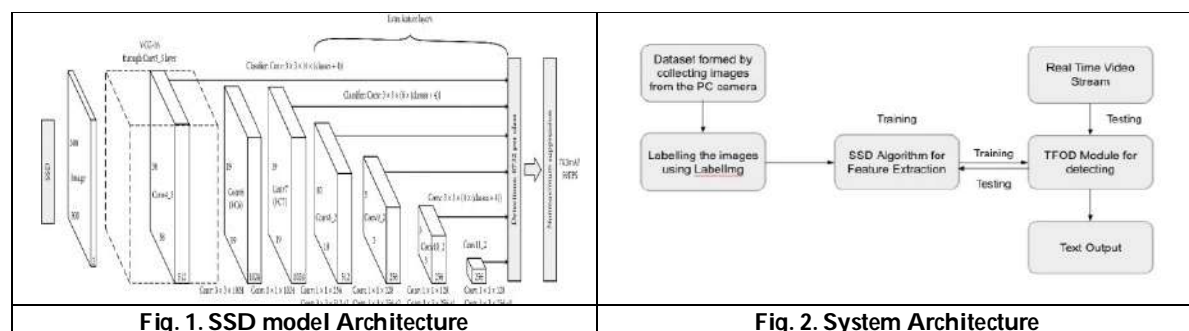 Extra feature layers
VGG-16
through Conv5_3 layer
Classifier: Conv: 3 × 3 × (4 × (classes + 4))
Classifier: Conv: 3 × 3 × (6 × (classes + 4))
Conv: 3 × 3 × (4 × (classes + 4))
SSD
300
Image
300
38
Conv4_3
38
512
19
Conv6
(FC6)
19
1024
19
Conv7
(FC7)
19
1024
10
Conv8_2
10
512
5
Conv9_2
5
256
3
Conv10_2
256
Conv11_2
256
Detections: 8732 per class
Conv: 3 × 3 × 1024
Conv: 1 × 1 × 1024
Conv: 1 × 1 × 256
Conv: 1 × 1 × 128
Conv: 1 × 1 × 128
Conv: 1 × 1 × 128
Fig. 1. SSD model Architecture
Dataset formed by
collecting images
from the PC camera
Real Time Video
Stream
Training
Testing
Labelling the images
using LabelImg
SSD Algorithm for
Feature Extraction
Training
Testing
TFOD Module for
detecting
Text Output
Fig. 2. System Architecture